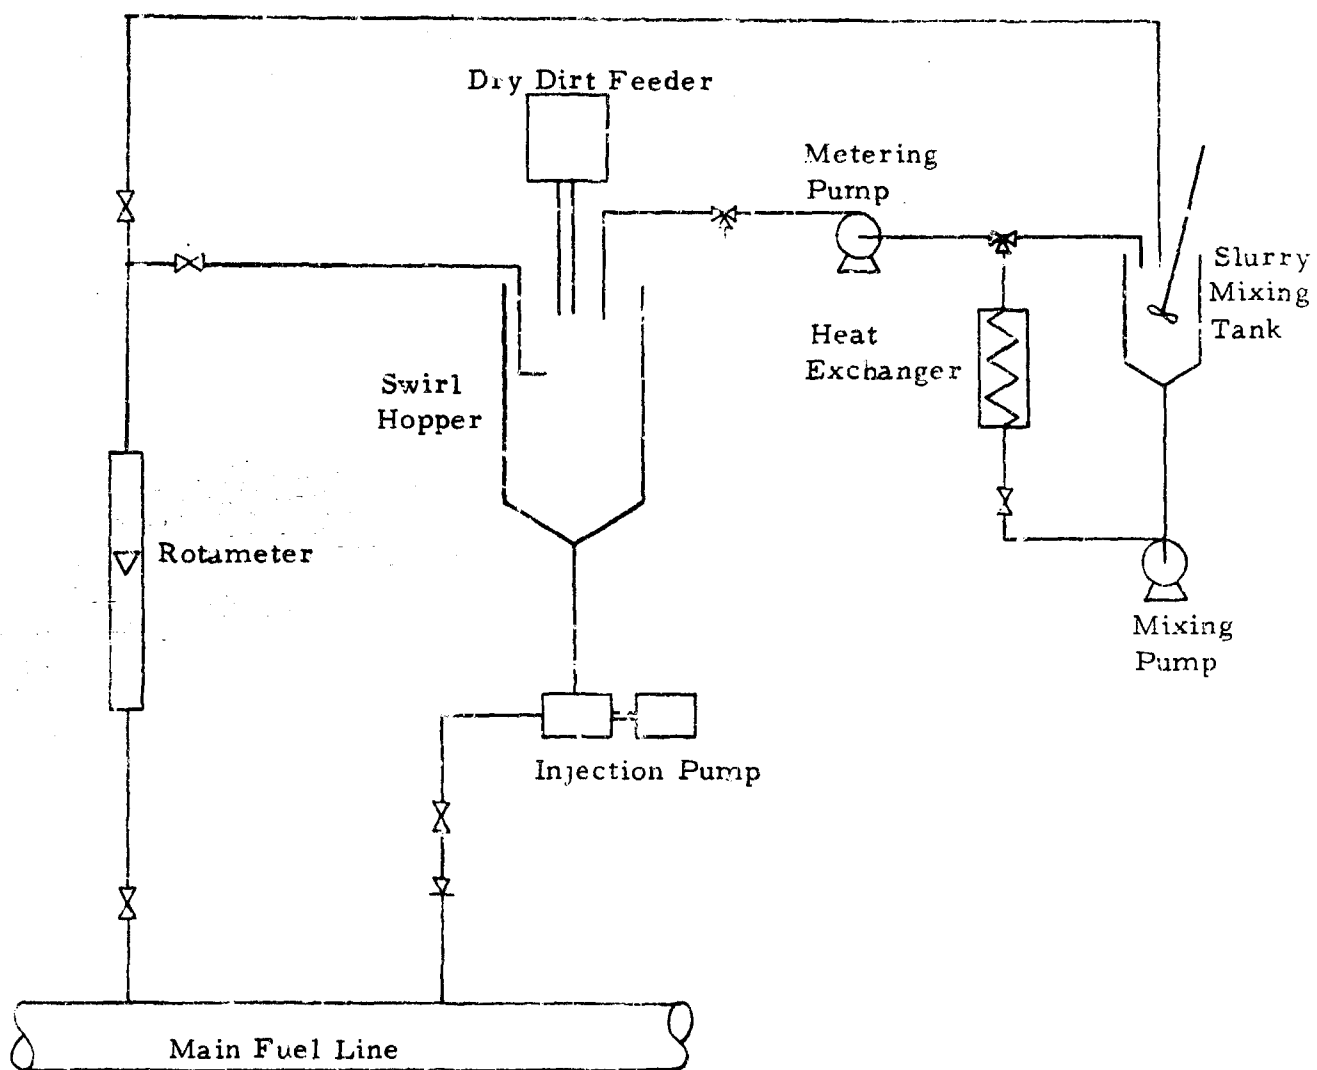 Dry Dirt Feeder
Metering
Pump
Slurry
Mixing
Tank
Heat
Exchanger
Swirl
Hopper
Rotameter
Mixing
Pump
Injection Pump
Main Fuel Line